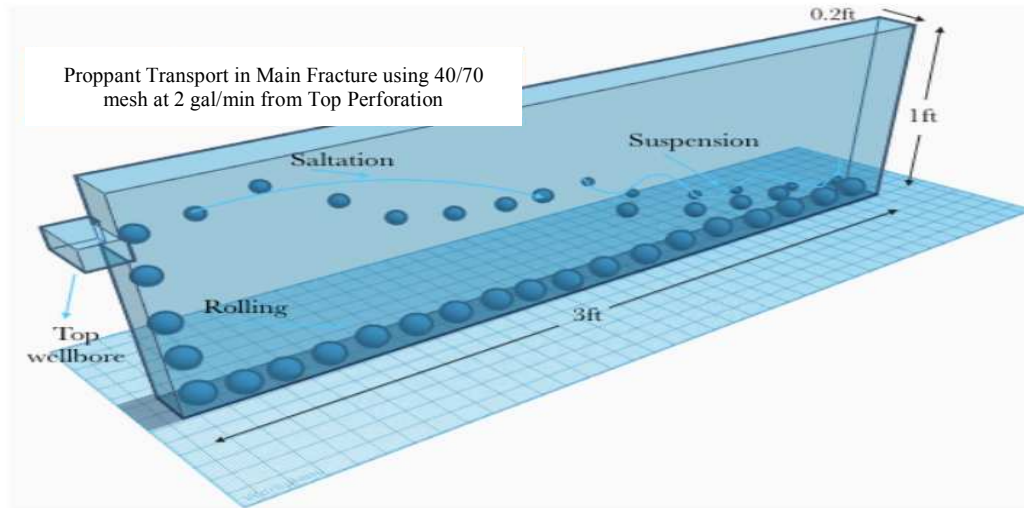 0.2ft
Proppant Transport in Main Fracture using 40/70
mesh at 2 gal/min from Top Perforation
1ft
Saltation
Suspension
Rolling
3ft
Top
wellbore